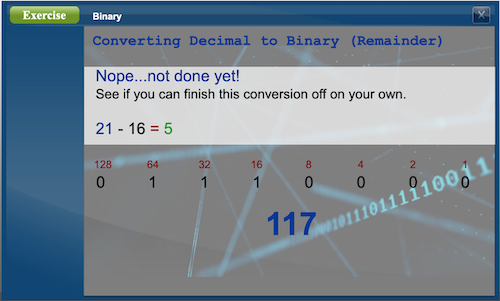 Exercise
Binary
X
Converting Decimal to Binary (Remainder)
Nope...not done yet!
See if you can finish this conversion off on your own.
21 - 16 = 5
128 64 32 16 8 4 2 1
0 1 1 1 0 0 0 0
117